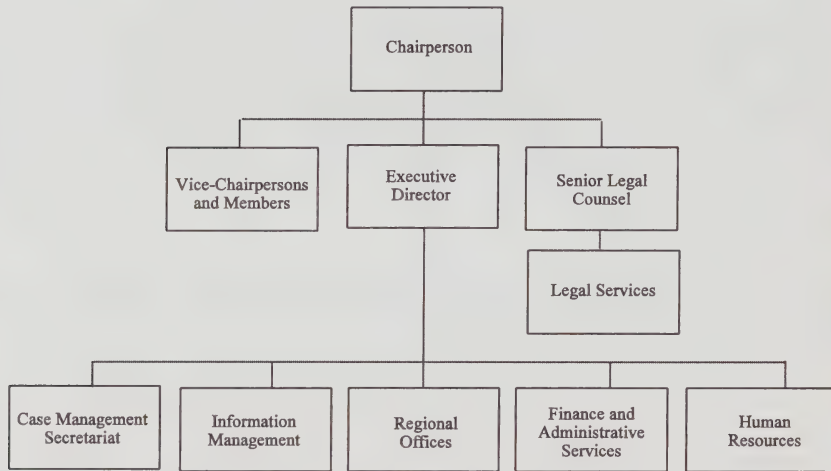 Chairperson
Vice-Chairpersons
and Members
Executive
Director
Senior Legal
Counsel
Legal Services
Case Management
Secretariat
Information
Management
Regional
Offices
Finance and
Administrative
Services
Human
Resources